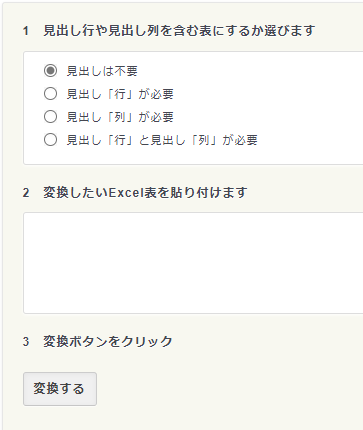 1 見出し行や見出し列を含む表にするか選びます
見出しは不要
見出し「行」が必要
見出し「列」が必要
見出し「行」と見出し「列」が必要
2 変換したいExcel表を貼り付けます
3 変換ボタンをクリック
変換する